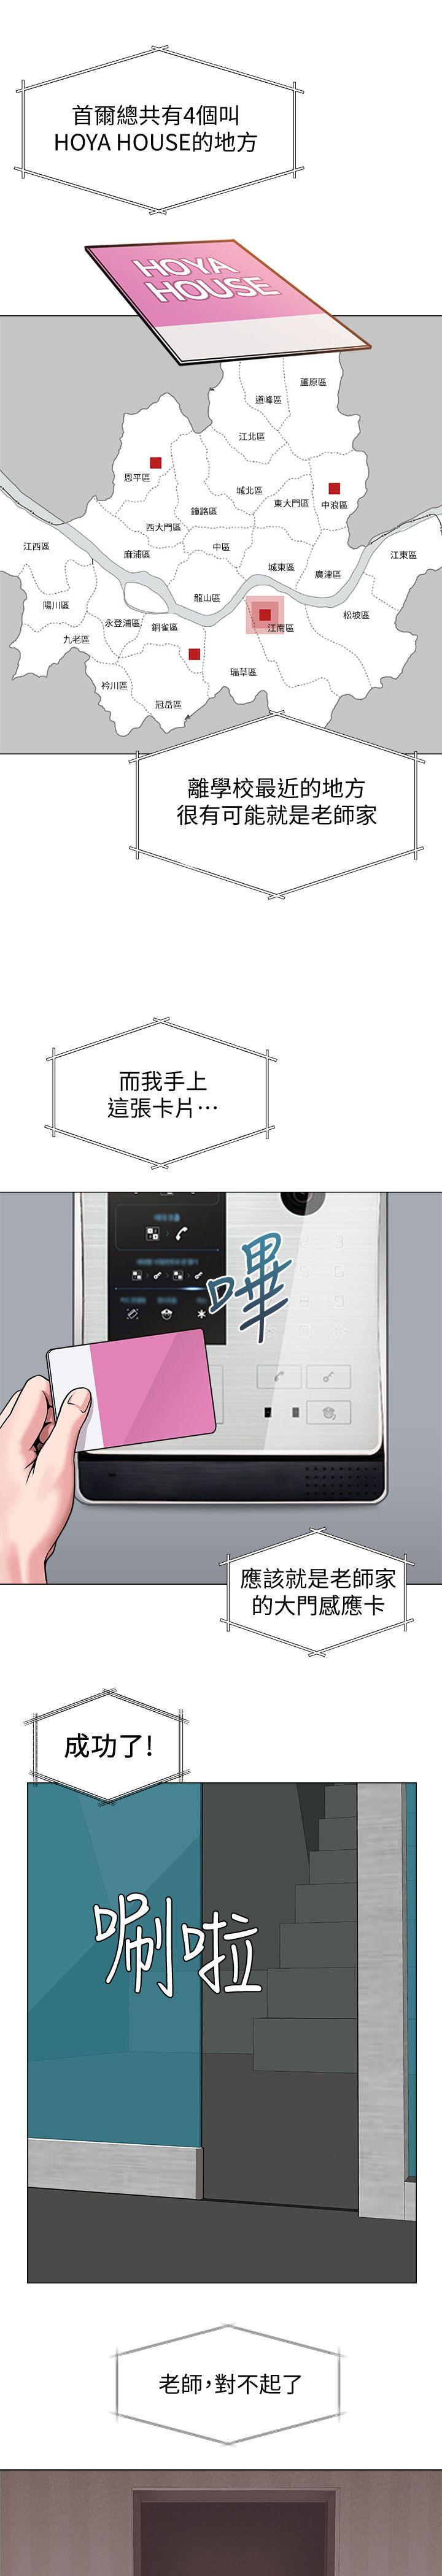 首爾總共有4個叫
HOYA HOUSE的地方
HOYA
HOUSE
蘆原區
道峰區
江北區
恩平區
城北區
東大門區
中浪區
鐘路區
西大門區
江西區
麻浦區
中區
江東區
城東區
廣津區
陽川區
龍山區
松坡區
永登浦區
銅雀區
江南區
九老區
瑞草區
衿川區
冠岳區
離學校最近的地方
很有可能就是老師家
而我手上
這張卡片…
嗶
應該就是老師家
的大門感應卡
成功了!
唰啦
老師，對不起了